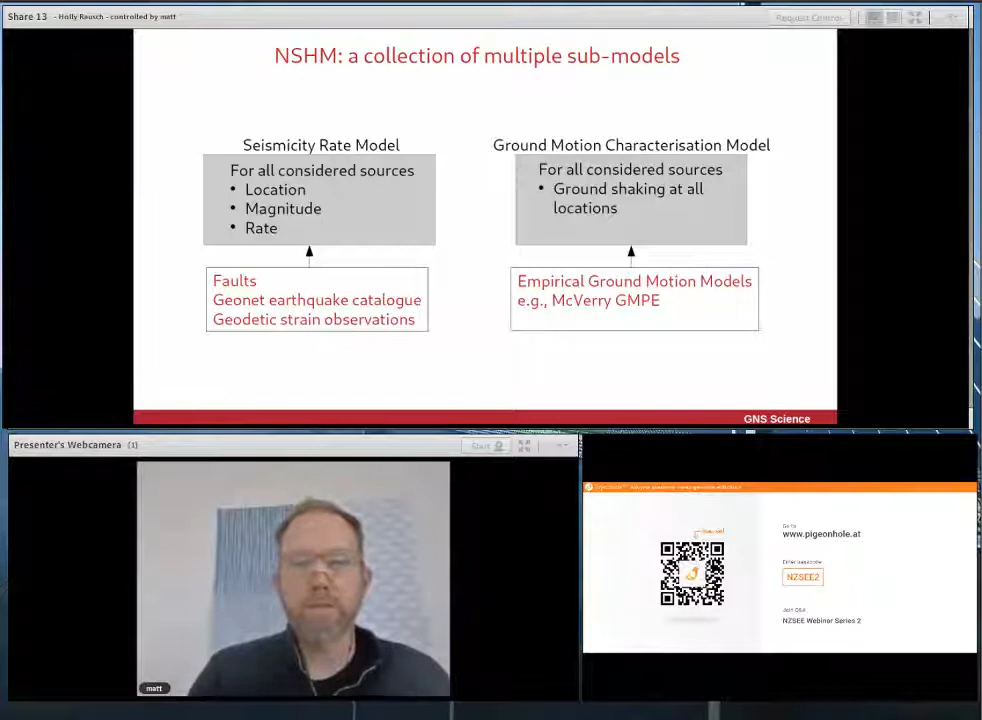 Share 13 - Holly Rausch - controlled by matt
Request Control
NSHM: a collection of multiple sub-models
Seismicity Rate Model
For all considered sources
• Location
• Magnitude
• Rate
Faults
Geonet earthquake catalogue
Geodetic strain observations
Ground Motion Characterisation Model
For all considered sources
• Ground shaking at all
locations
Empirical Ground Motion Models
e.g., McVerry GMPE
GNS Science
Presenter's Webcamera (1)
Start
matt
Go to
www.pigeonhole.at
Enter passcode
NZSEE2
Join Q&A
NZSEE Webinar Series 2